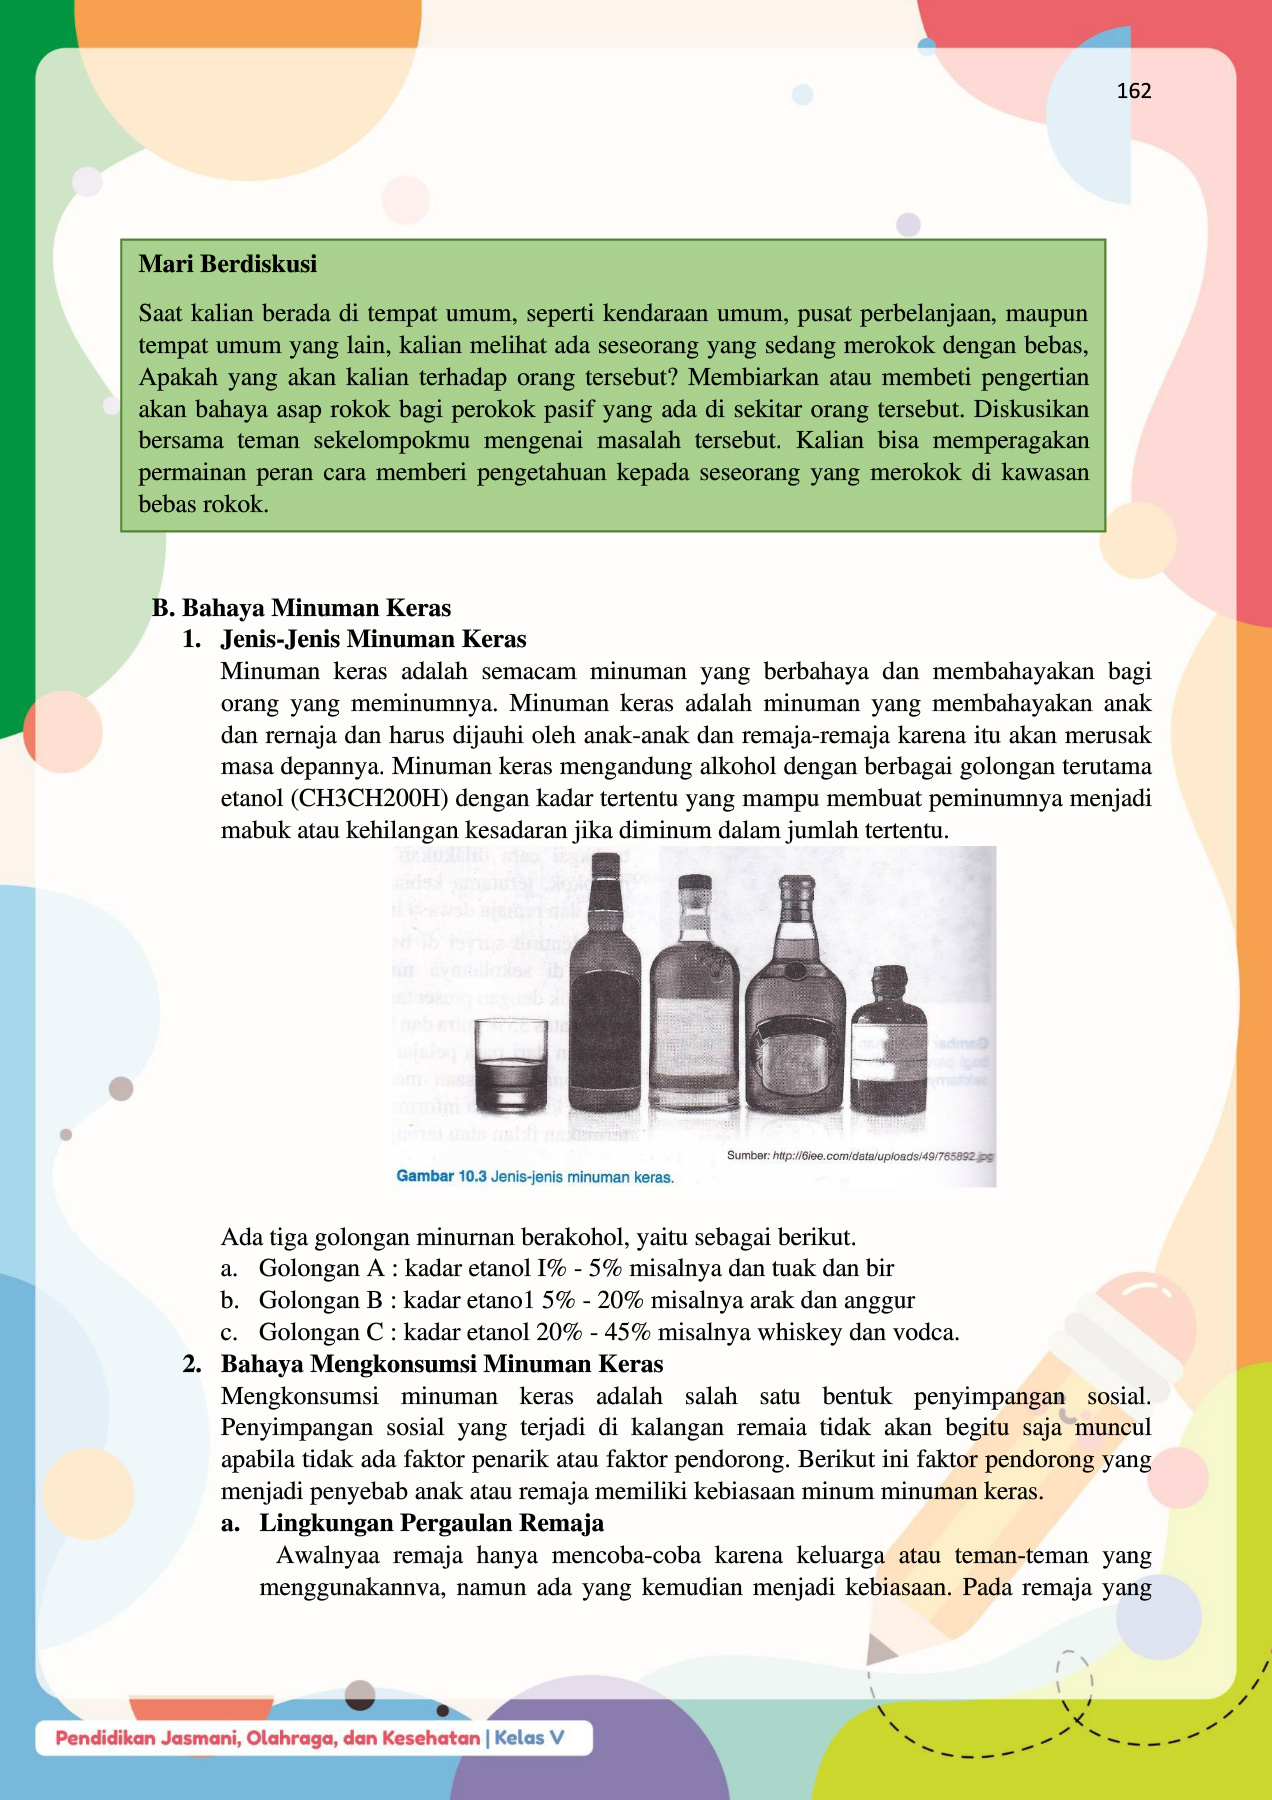 162
Mari Berdiskusi
Saat kalian berada di tempat umum, seperti kendaraan umum, pusat perbelanjaan, maupun
tempat umum yang lain, kalian melihat ada seseorang yang sedang merokok dengan bebas,
Apakah yang akan kalian terhadap orang tersebut? Membiarkan atau membeti pengertian
akan bahaya asap rokok bagi perokok pasif yang ada di sekitar orang tersebut. Diskusikan
bersama teman sekelompokmu mengenai masalah tersebut. Kalian bisa memperagakan
permainan peran cara memberi pengetahuan kepada seseorang yang merokok di kawasan
bebas rokok.
B. Bahaya Minuman Keras
1. Jenis-Jenis Minuman Keras
Minuman keras adalah semacam minuman yang berbahaya dan membahayakan bagi
orang yang meminumnya. Minuman keras adalah minuman yang membahayakan anak
dan rernaja dan harus dijauhi oleh anak-anak dan remaja-remaja karena itu akan merusak
masa depannya. Minuman keras mengandung alkohol dengan berbagai golongan terutama
etanol (CH3CH200H) dengan kadar tertentu yang mampu membuat peminumnya menjadi
mabuk atau kehilangan kesadaran jika diminum dalam jumlah tertentu.
Sumber: http://6iee.com/data/uploads/49/765892.jpg
Gambar 10.3 Jenis-jenis minuman keras.
Ada tiga golongan minurnan berakohol, yaitu sebagai berikut.
a. Golongan A : kadar etanol I% - 5% misalnya dan tuak dan bir
b. Golongan B : kadar etano1 5% - 20% misalnya arak dan anggur
c. Golongan C : kadar etanol 20% - 45% misalnya whiskey dan vodca.
2. Bahaya Mengkonsumsi Minuman Keras
Mengkonsumsi minuman keras adalah salah satu bentuk penyimpangan sosial.
Penyimpangan sosial yang terjadi di kalangan remaia tidak akan begitu saja muncul
apabila tidak ada faktor penarik atau faktor pendorong. Berikut ini faktor pendorong yang
menjadi penyebab anak atau remaja memiliki kebiasaan minum minuman keras.
a. Lingkungan Pergaulan Remaja
Awalnyaa remaja hanya mencoba-coba karena keluarga atau teman-teman yang
menggunakannva, namun ada yang kemudian menjadi kebiasaan. Pada remaja yang
Pendidikan Jasmani, Olahraga, dan Kesehatan | Kelas V